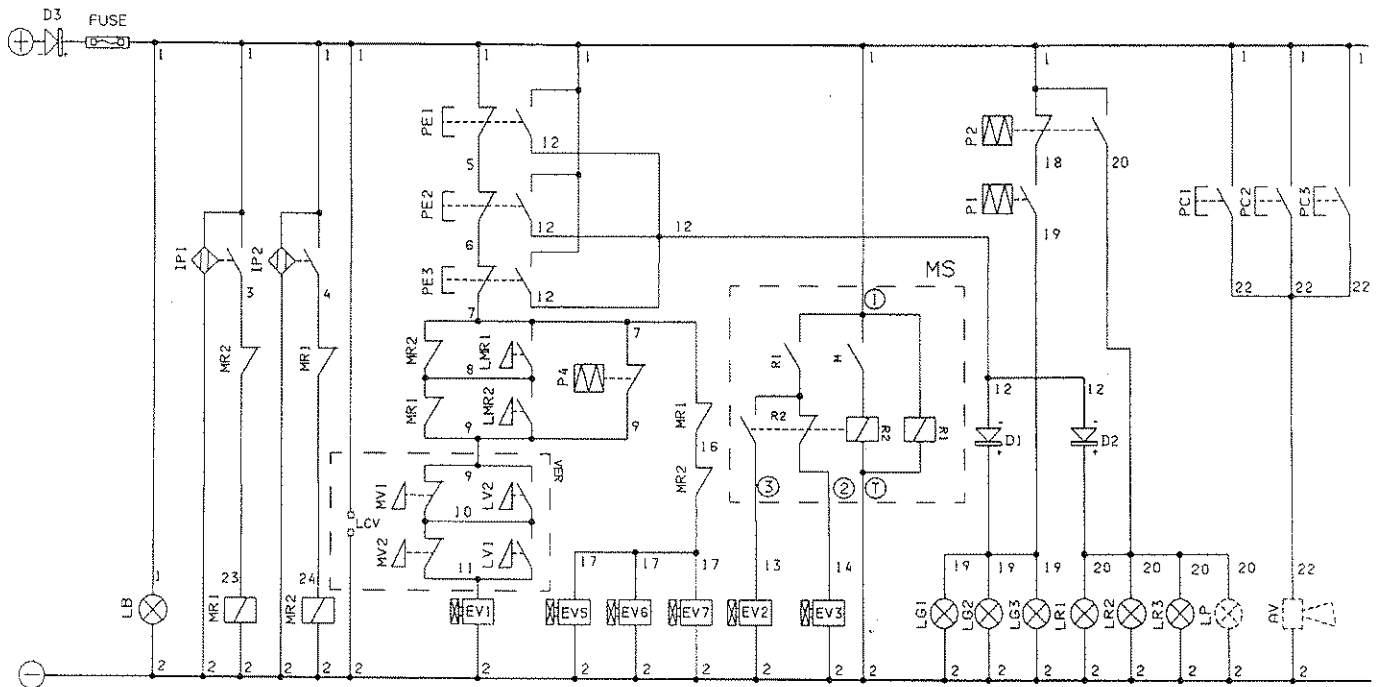 D3
FUSE
1 1 1 1 1 1 1 1 1 1 1
PE1
12
5
P2
18 20
PE2
12
6
12
P1
19
PC1 PC2 PC3
IP1 IP2
3 4
PE3
12
7
MS
22 22 22
7
1
MR2 MR1
MR2 LMR1
8
P4
R1 M
MR1 LMR2
9
9
MR1
16
MR2
R2
R2 R1
12 12
D1 D2
VER
9
MV1 LV2
10
LCV
MV2 LV1
11
3 2 T
17 17 17
13 14
19 19 19 20 20 20 20
22
1 23 24
LB MR1 MR2 EV1 EV5 EV6 EV7 EV2 EV3 LG1 LG2 LG3 LR1 LR2 LR3 LP AV
2 2 2 2 2 2 2 2 2 2 2 2 2 2 2 2 2 2 2 2 2